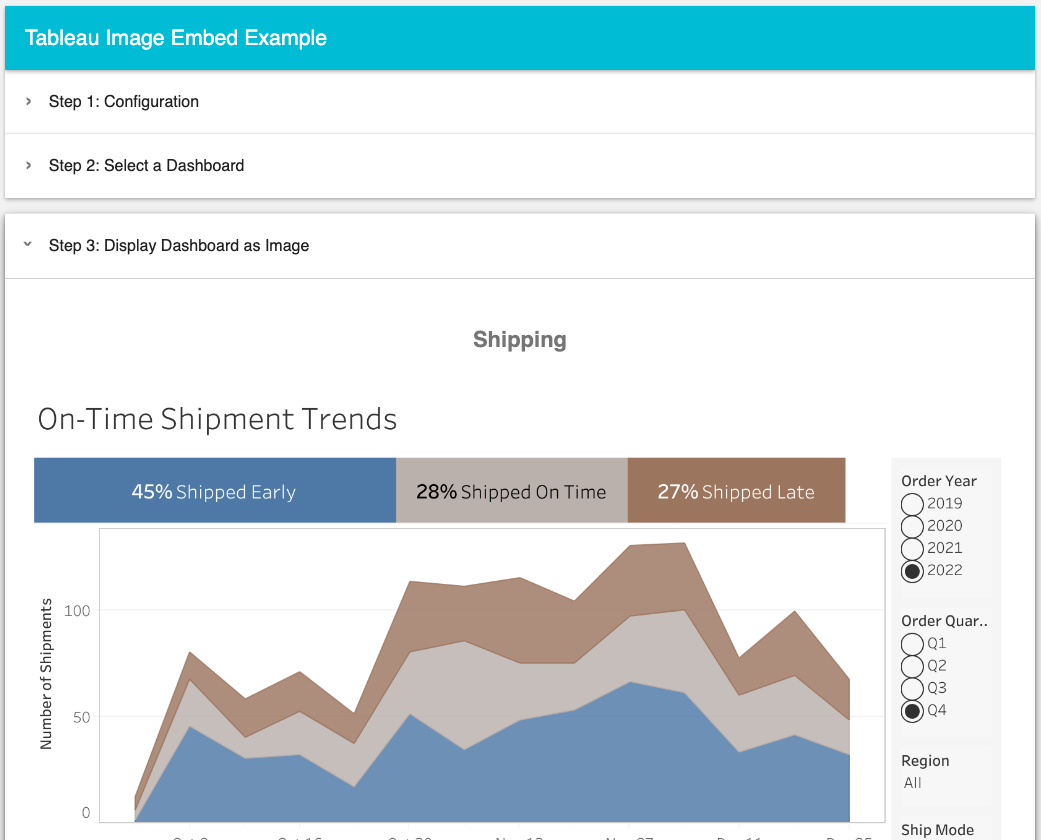 Tableau Image Embed Example
Step 1: Configuration
Step 2: Select a Dashboard
Step 3: Display Dashboard as Image
Shipping
On-Time Shipment Trends
45% Shipped Early
28% Shipped On Time
27% Shipped Late
Number of Shipments
100
50
0
Order Year
2019
2020
2021
2022
Order Quar..
Q1
Q2
Q3
Q4
Region
All
Ship Mode